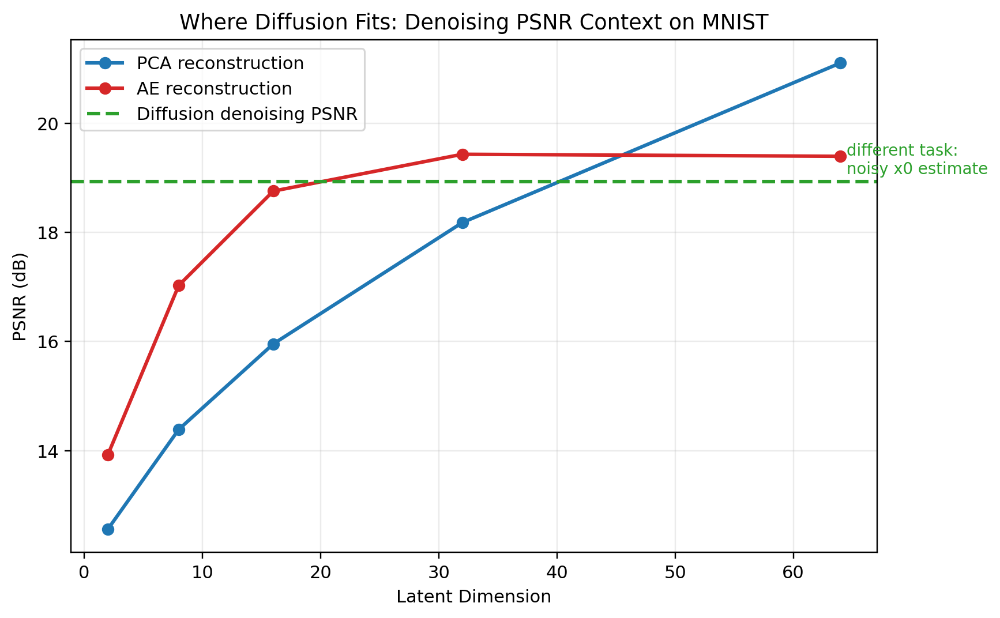 Where Diffusion Fits: Denoising PSNR Context on MNIST
PCA reconstruction
AE reconstruction
Diffusion denoising PSNR
different task:
noisy x0 estimate
PSNR (dB)
20
18
16
14
0 10 20 30 40 50 60
Latent Dimension